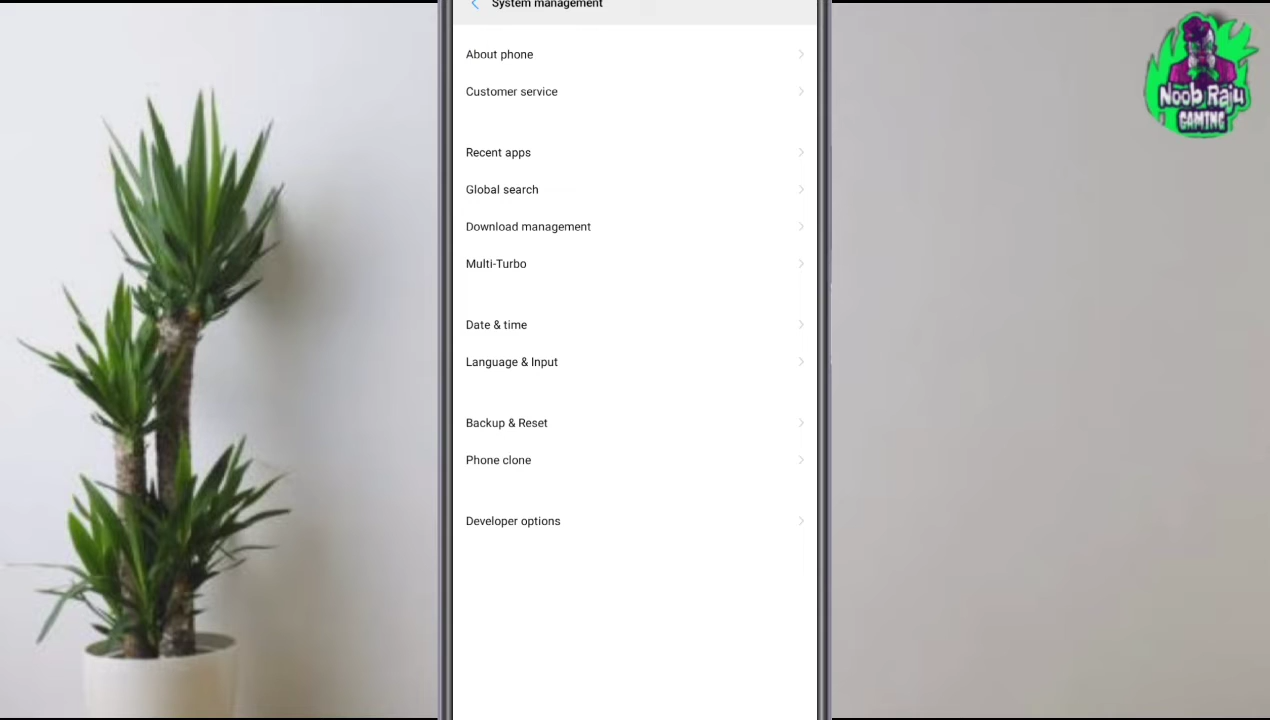 System management
About phone
Customer service
Recent apps
Global search
Download management
Multi-Turbo
Date & time
Language & Input
Backup & Reset
Phone clone
Developer options
Noob Raju
GAMING